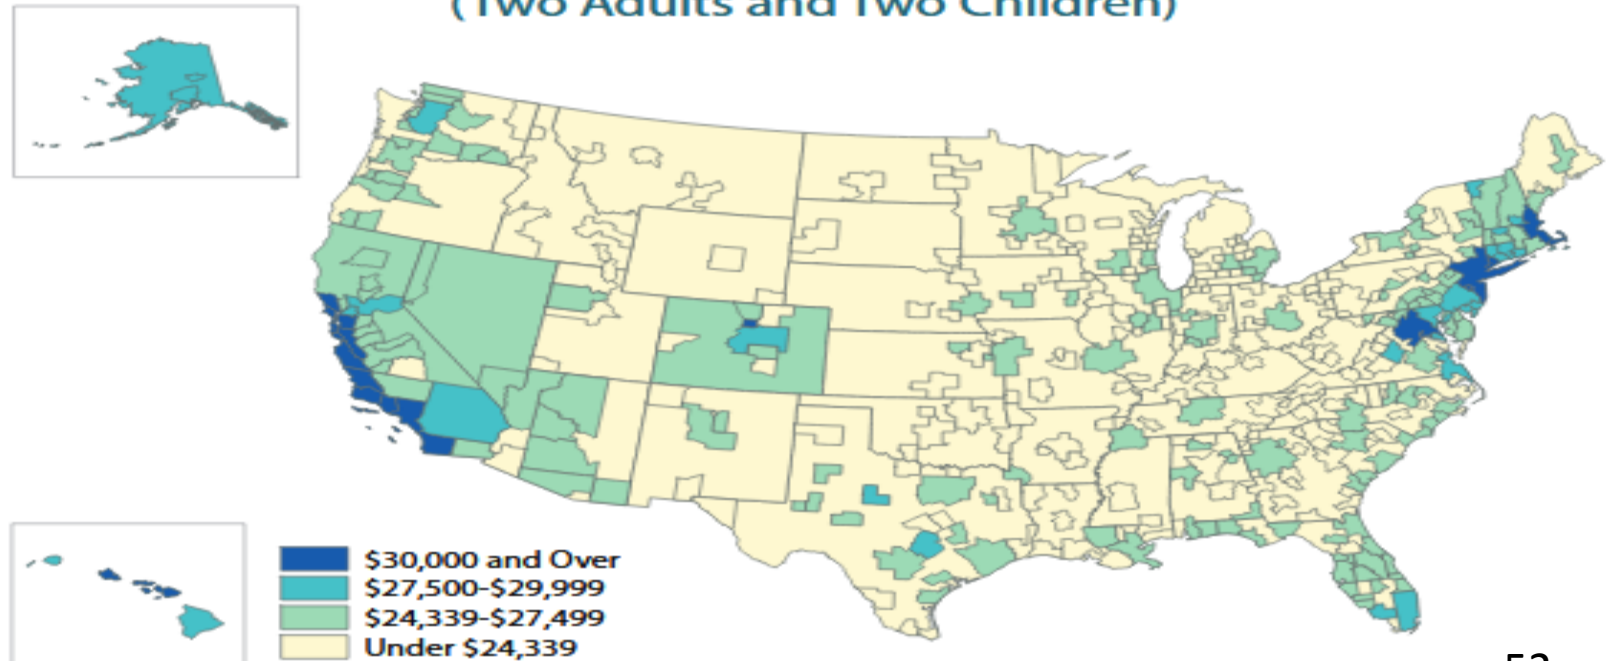 (Two Adults and Two Children)
$30,000 and Over
$27,500-$29,999
$24,339-$27,499
Under $24,339
52